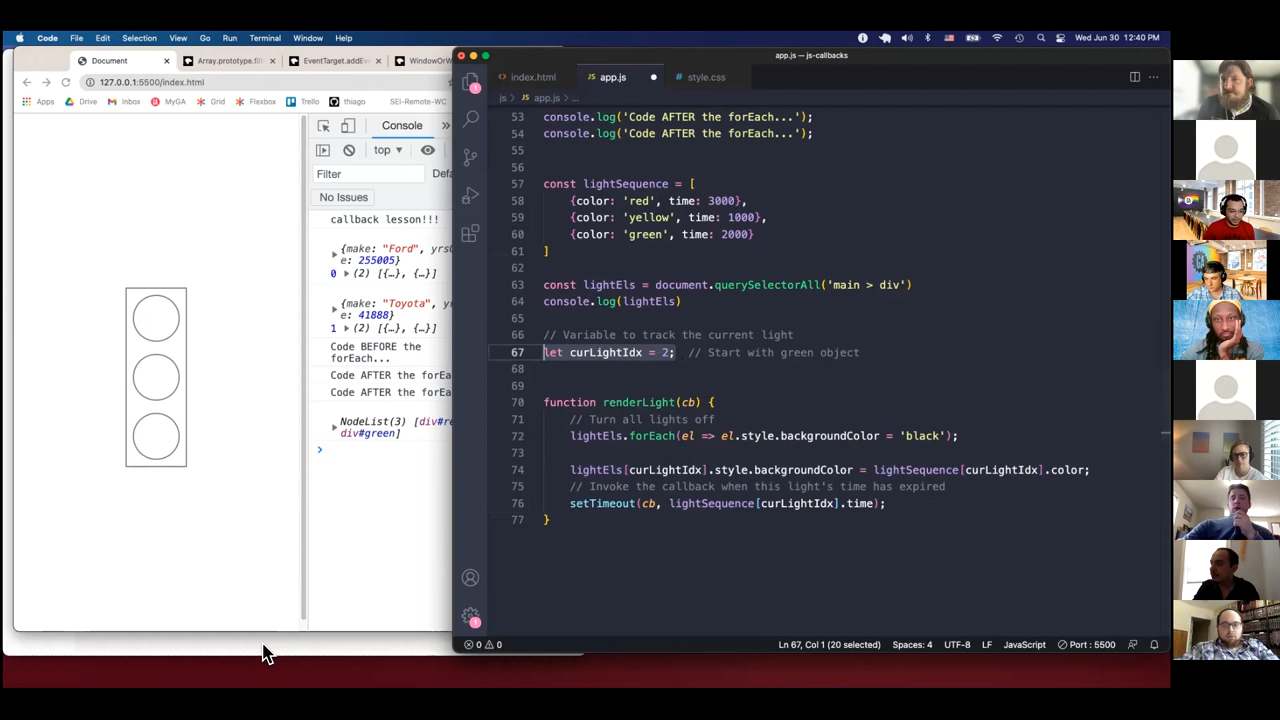 Code File Edit Selection View Go Run Terminal Window Help
Wed Jun 30 12:40 PM
Document
Array.prototype.filt
EventTarget.addEve
WindowOrW
127.0.0.1:5500/index.html
Apps Drive Inbox MyGA Grid Flexbox Trello thiago SEI-Remote-WC
Console »
top
Filter
Defa
No Issues
callback lesson!!!
{make: "Ford", yrs
e: 255005}
0 (2) [{…}, {…}]
{make: "Toyota",
e: 41888}
1 (2) [{…}, {…}]
Code BEFORE the
forEach...
Code AFTER the forEa
Code AFTER the forEa
NodeList(3) [div#re
div#green]
app.js — js-callbacks
index.html
app.js
style.css
js > app.js > ...
53 console.log('Code AFTER the forEach...');
54 console.log('Code AFTER the forEach...');
55
56
57 const lightSequence = [
58 {color: 'red', time: 3000},
59 {color: 'yellow', time: 1000},
60 {color: 'green', time: 2000}
61 ]
62
63 const lightEls = document.querySelectorAll('main > div')
64 console.log(lightEls)
65
66 // Variable to track the current light
67 let curLightIdx = 2; // Start with green object
68
69
70 function renderLight(cb) {
71 // Turn all lights off
72 lightEls.forEach(el => el.style.backgroundColor = 'black');
73
74 lightEls[curLightIdx].style.backgroundColor = lightSequence[curLightIdx].color;
75 // Invoke the callback when this light's time has expired
76 setTimeout(cb, lightSequence[curLightIdx].time);
77 }
0 0
Ln 67, Col 1 (20 selected) Spaces: 4 UTF-8 LF JavaScript Port : 5500